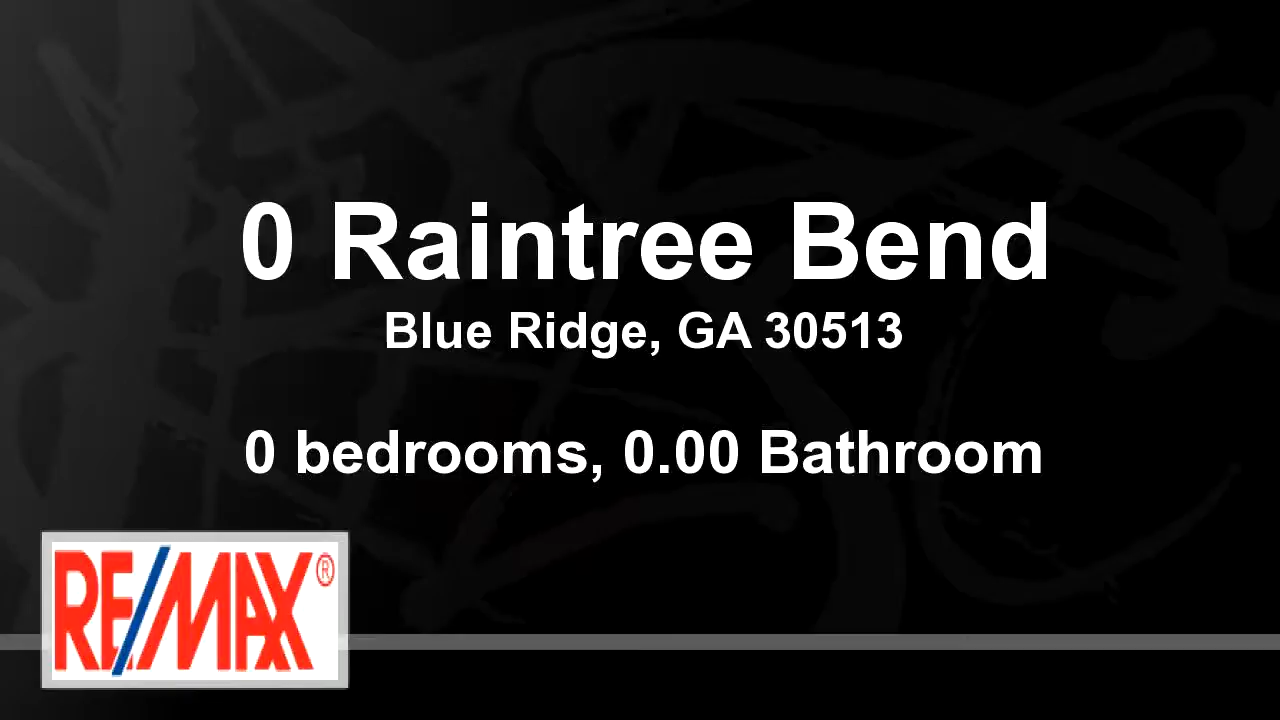 0 Raintree Bend
Blue Ridge, GA 30513
0 bedrooms, 0.00 Bathroom
RE/MAX®